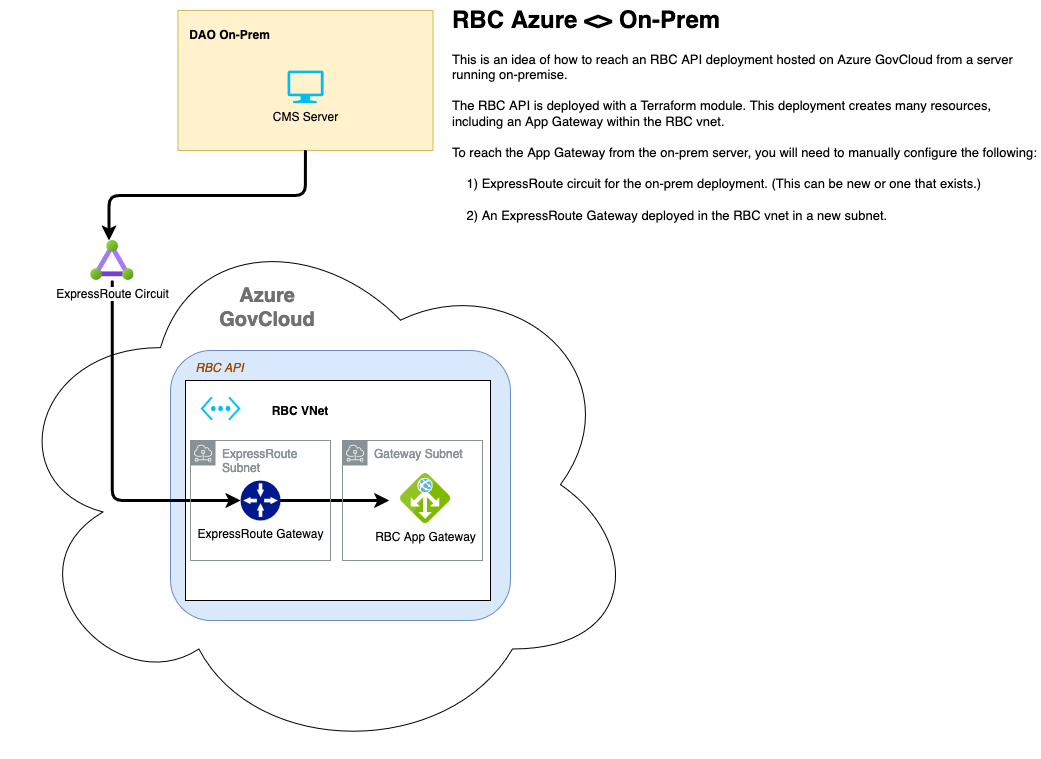 RBC Azure <> On-Prem
This is an idea of how to reach an RBC API deployment hosted on Azure GovCloud from a server
running on-premise.
The RBC API is deployed with a Terraform module. This deployment creates many resources,
including an App Gateway within the RBC vnet.
To reach the App Gateway from the on-prem server, you will need to manually configure the following:
1) ExpressRoute circuit for the on-prem deployment. (This can be new or one that exists.)
2) An ExpressRoute Gateway deployed in the RBC vnet in a new subnet.
DAO On-Prem
CMS Server
ExpressRoute Circuit
Azure
GovCloud
RBC API
RBC VNet
ExpressRoute
Subnet
ExpressRoute Gateway
Gateway Subnet
RBC App Gateway